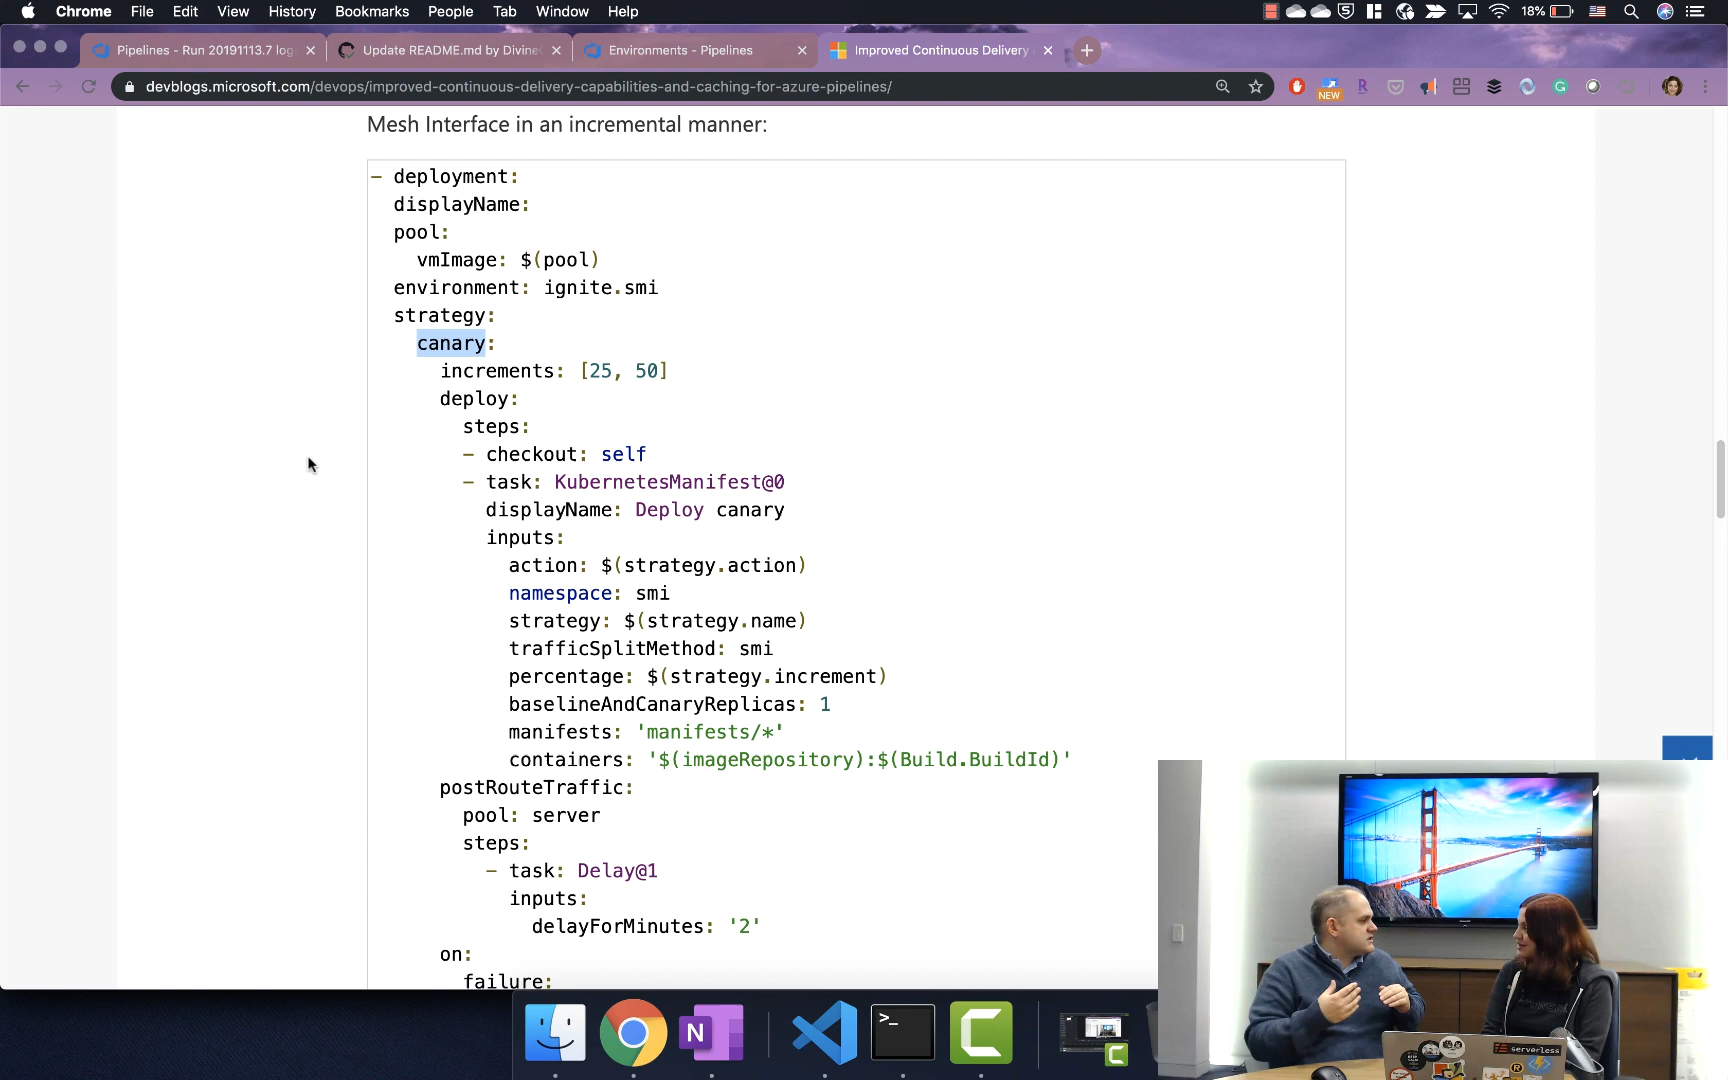 Chrome File Edit View History Bookmarks People Tab Window Help 18%
Pipelines - Run 20191113.7 log
Update README.md by Divine
Environments - Pipelines
Improved Continuous Delivery
devblogs.microsoft.com/devops/improved-continuous-delivery-capabilities-and-caching-for-azure-pipelines/
NEW
Mesh Interface in an incremental manner:
- deployment:
displayName:
pool:
vmImage: $(pool)
environment: ignite.smi
strategy:
canary:
increments: [25, 50]
deploy:
steps:
- checkout: self
- task: KubernetesManifest@0
displayName: Deploy canary
inputs:
action: $(strategy.action)
namespace: smi
strategy: $(strategy.name)
trafficSplitMethod: smi
percentage: $(strategy.increment)
baselineAndCanaryReplicas: 1
manifests: 'manifests/*'
containers: '$(imageRepository):$(Build.BuildId)'
postRouteTraffic:
pool: server
steps:
- task: Delay@1
inputs:
delayForMinutes: '2'
on:
failure:
serverless